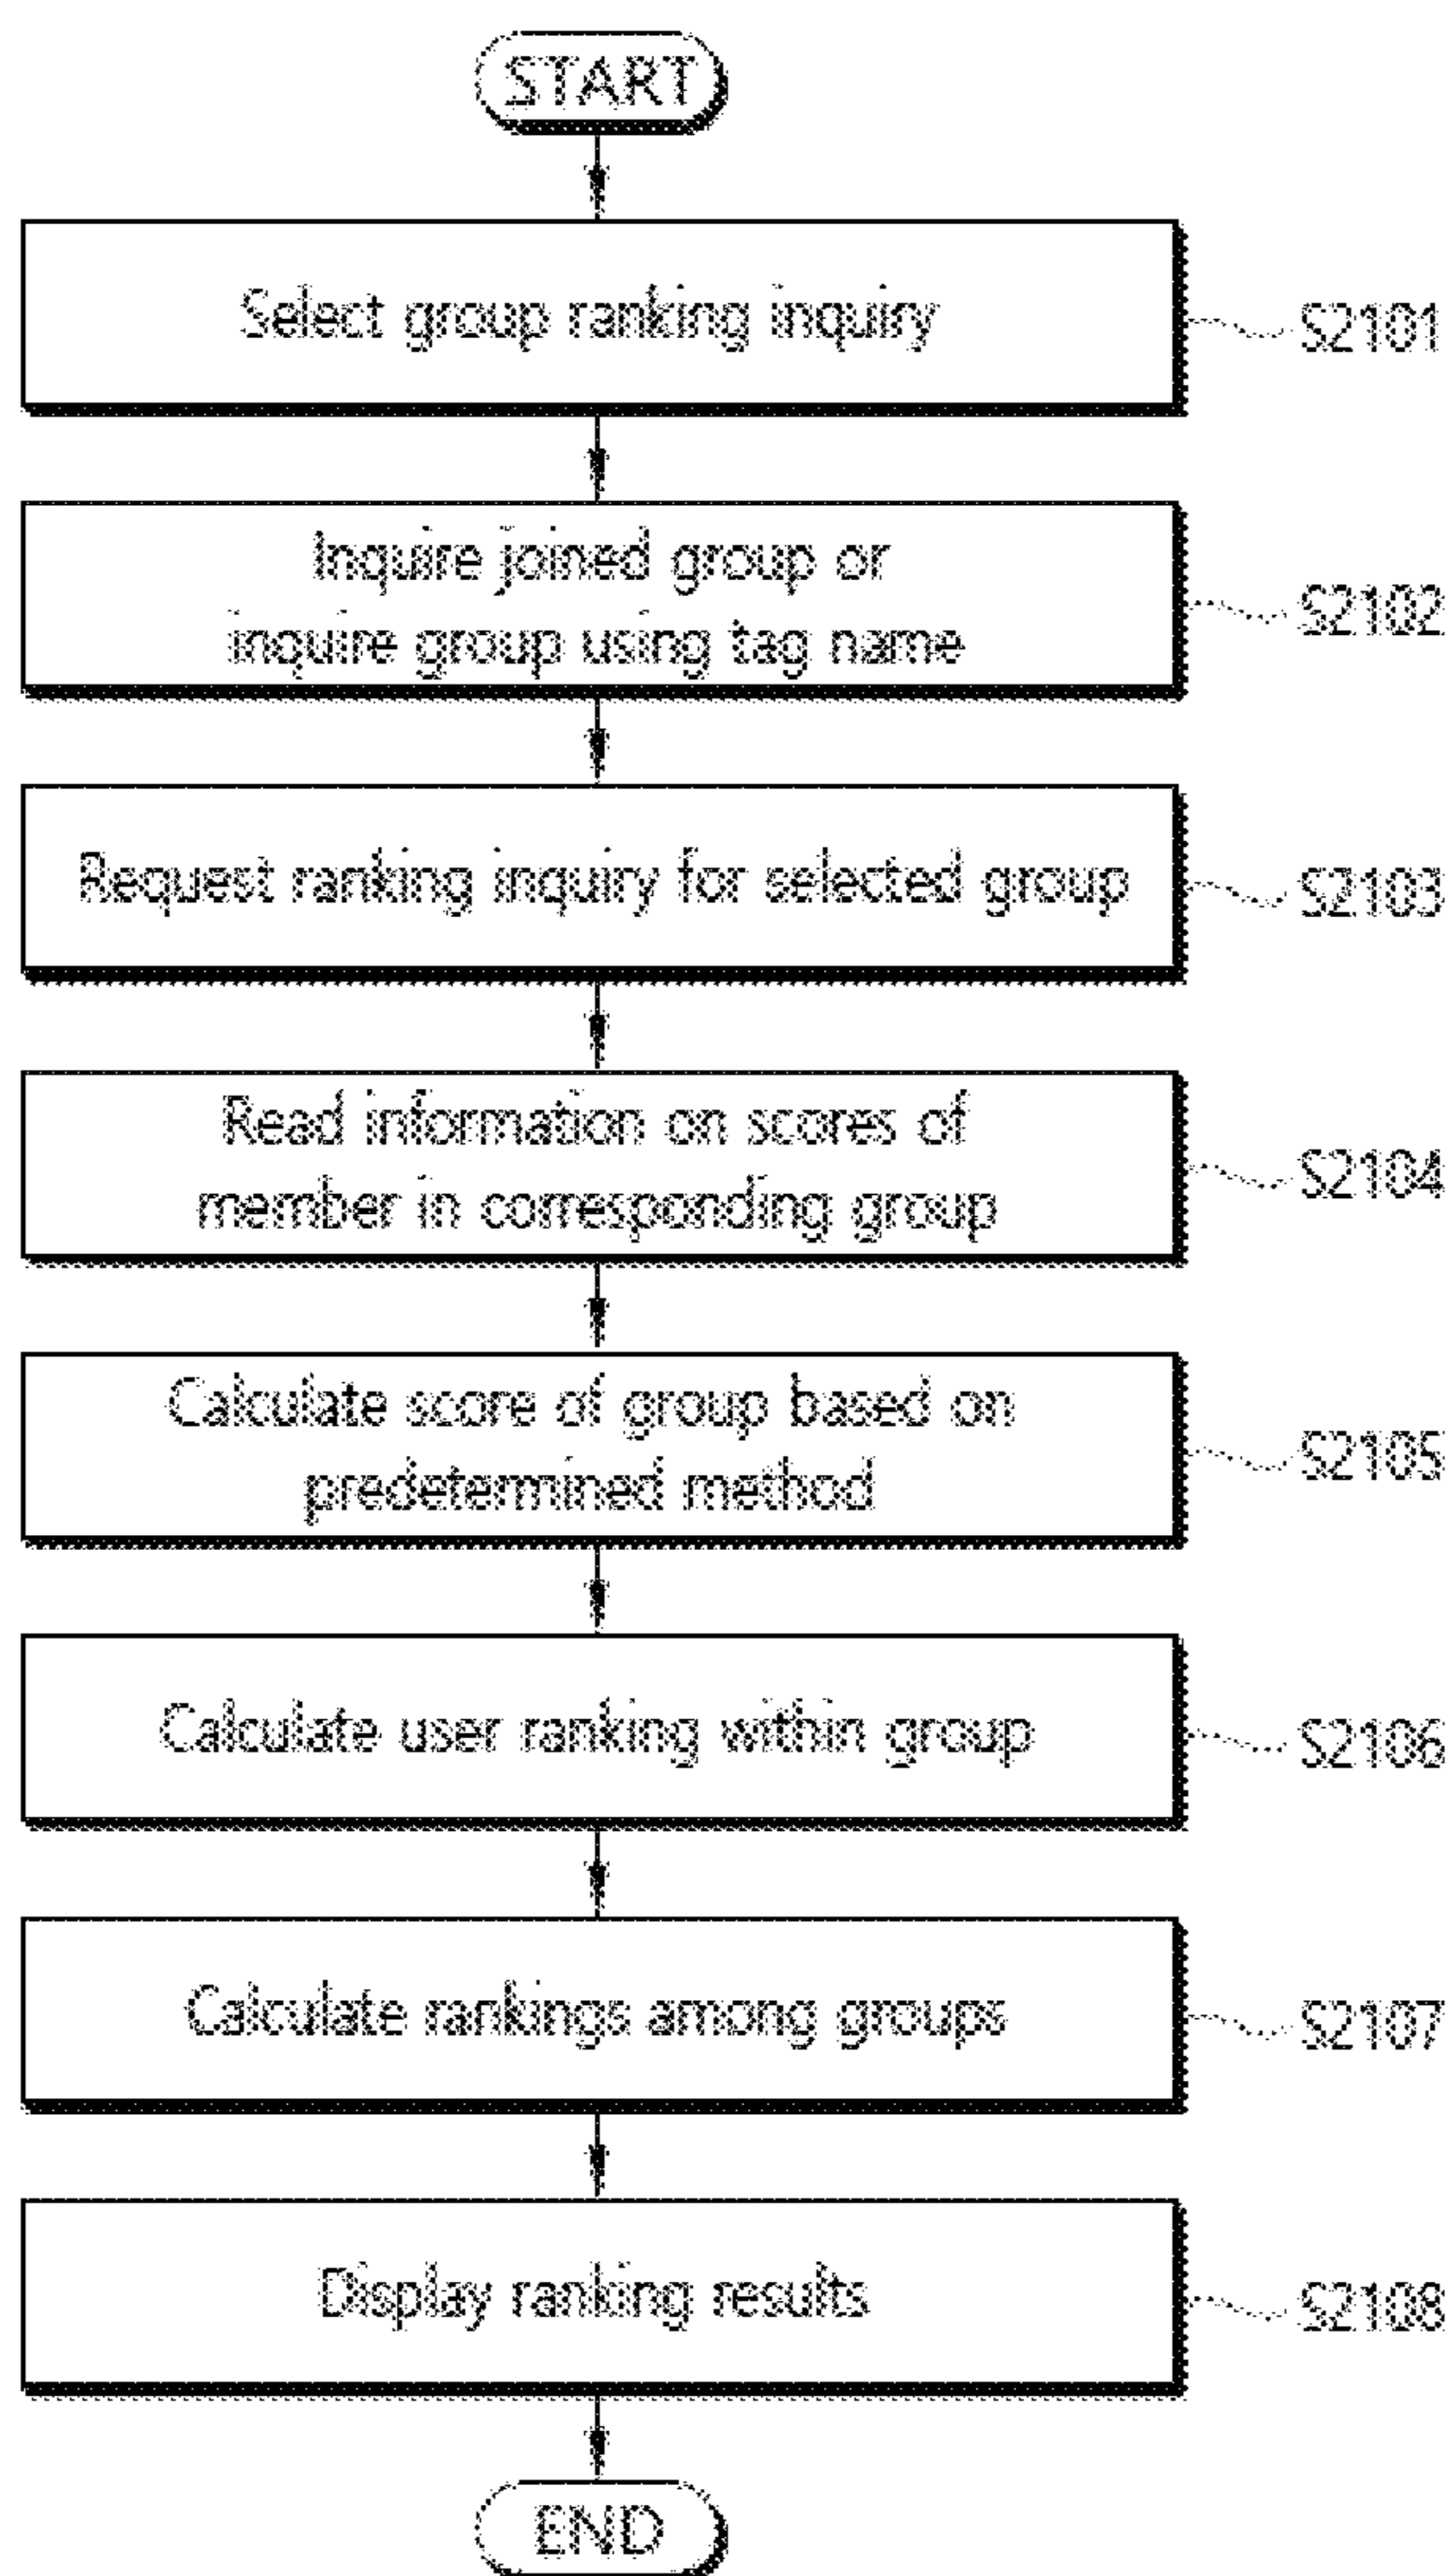 START
Select group ranking inquiry
S2101
Inquire joined group or
inquire group using tag name
S2102
Request ranking inquiry for selected group
S2103
Read information on scores of
member in corresponding group
S2104
Calculate score of group based on
predetermined method
S2105
Calculate user ranking within group
S2106
Calculate rankings among groups
S2107
Display ranking results
S2108
END